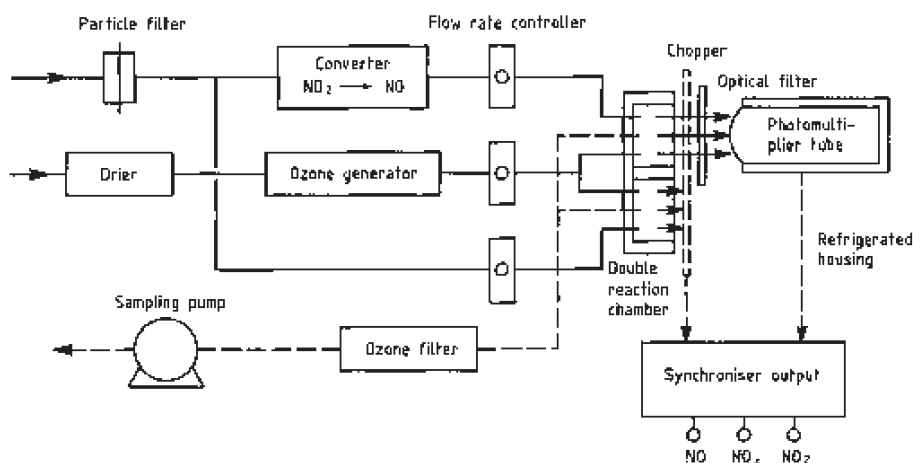 Particle filter
Flow rate controller
Chopper
Optical filter
Converter
NO₂ → NO
Photomulti-
plier tube
Drier
Ozone generator
Refrigerated
housing
Double
reaction
chamber
Sampling pump
Ozone filter
Synchroniser output
NO NOₓ NO₂